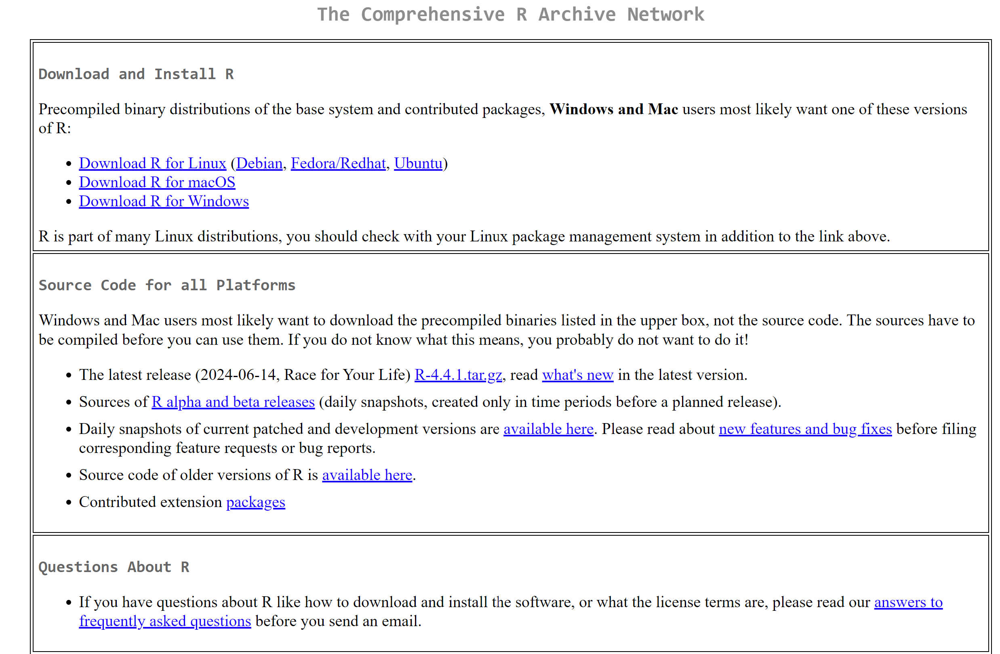 The Comprehensive R Archive Network
Download and Install R
Precompiled binary distributions of the base system and contributed packages, Windows and Mac users most likely want one of these versions
of R:
• Download R for Linux (Debian, Fedora/Redhat, Ubuntu)
• Download R for macOS
• Download R for Windows
R is part of many Linux distributions, you should check with your Linux package management system in addition to the link above.
Source Code for all Platforms
Windows and Mac users most likely want to download the precompiled binaries listed in the upper box, not the source code. The sources have to
be compiled before you can use them. If you do not know what this means, you probably do not want to do it!
• The latest release (2024-06-14, Race for Your Life) R-4.4.1.tar.gz, read what's new in the latest version.
• Sources of R alpha and beta releases (daily snapshots, created only in time periods before a planned release).
• Daily snapshots of current patched and development versions are available here. Please read about new features and bug fixes before filing
corresponding feature requests or bug reports.
• Source code of older versions of R is available here.
• Contributed extension packages
Questions About R
• If you have questions about R like how to download and install the software, or what the license terms are, please read our answers to
frequently asked questions before you send an email.